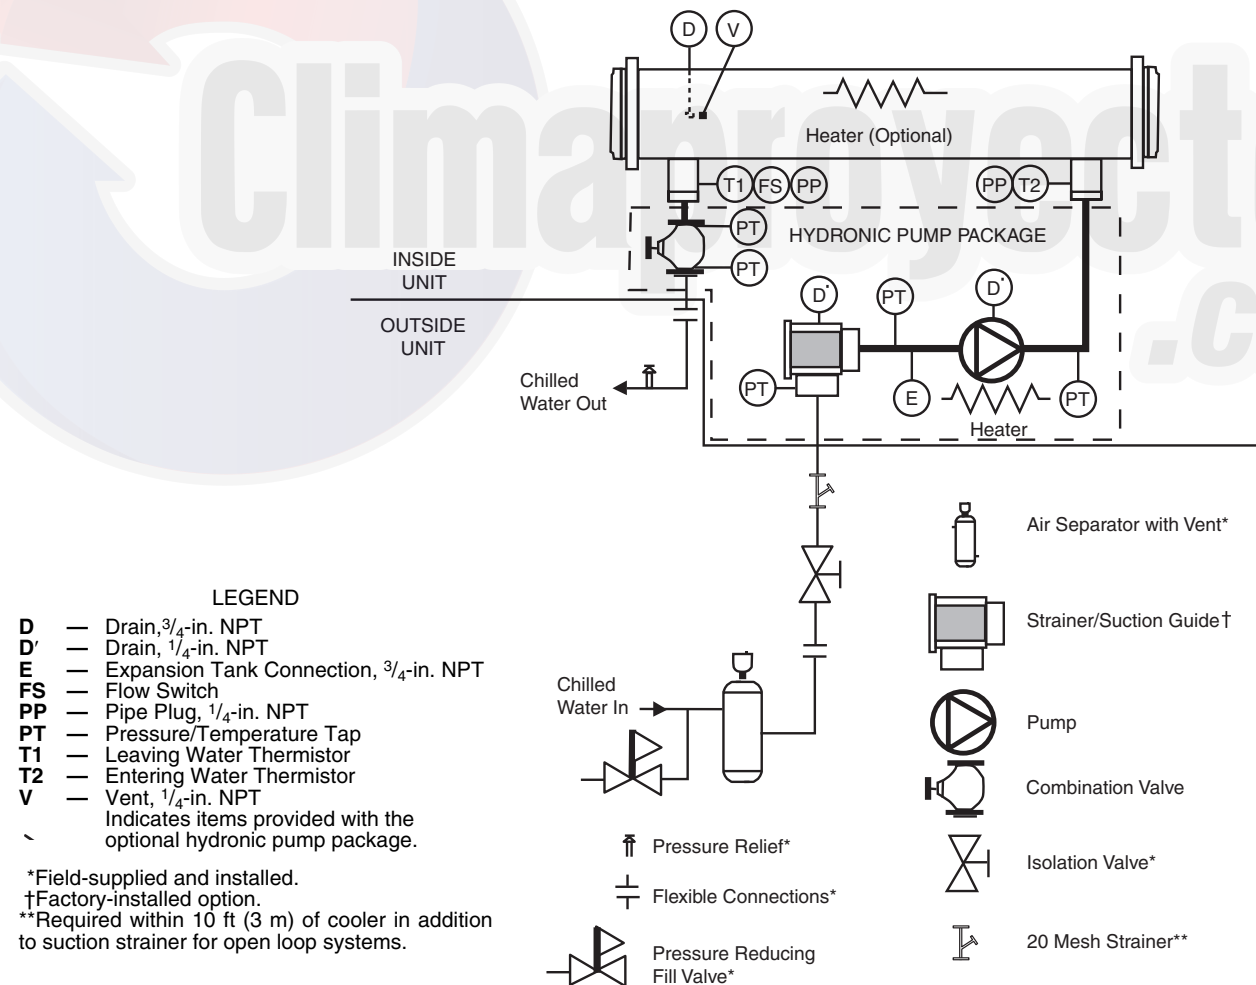 D V
Heater (Optional)
T1 FS PP
PP T2
PT
HYDRONIC PUMP PACKAGE
PT
INSIDE
UNIT
OUTSIDE
UNIT
D'
PT
D'
Chilled
Water Out
PT
E
PT
Heater
Climaproyect
.c
Air Separator with Vent*
Strainer/Suction Guide†
Pump
Combination Valve
Isolation Valve*
20 Mesh Strainer**
Chilled
Water In
Pressure Relief*
Flexible Connections*
Pressure Reducing
Fill Valve*
LEGEND
D — Drain,3/4-in. NPT
D′ — Drain, 1/4-in. NPT
E — Expansion Tank Connection, 3/4-in. NPT
FS — Flow Switch
PP — Pipe Plug, 1/4-in. NPT
PT — Pressure/Temperature Tap
T1 — Leaving Water Thermistor
T2 — Entering Water Thermistor
V — Vent, 1/4-in. NPT
Indicates items provided with the
optional hydronic pump package.
*Field-supplied and installed.
†Factory-installed option.
**Required within 10 ft (3 m) of cooler in addition
to suction strainer for open loop systems.